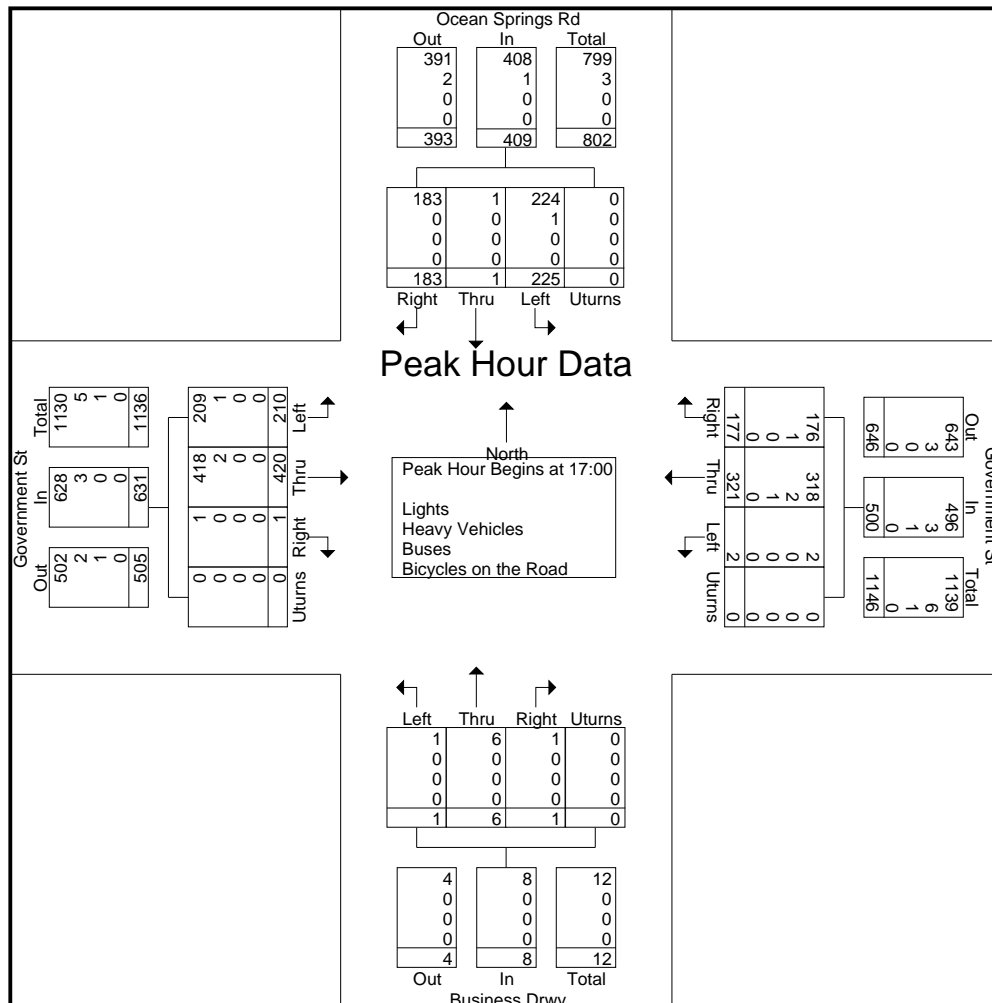 Ocean Springs Rd
Out In Total
391 408 799
2 1 3
0 0 0
0 0 0
393 409 802
183 1 224 0
0 0 1 0
0 0 0 0
0 0 0 0
183 1 225 0
Right Thru Left Uturns
Peak Hour Data
North
Peak Hour Begins at 17:00
Lights
Heavy Vehicles
Buses
Bicycles on the Road
Government St
Total
1130 5 1 0 1136
In
628 3 0 0 631
Out
502 2 1 0 505
Left
209 1 0 0 210
Thru
418 2 0 0 420
Right
1 0 0 0 1
Uturns
0 0 0 0 0
Right
176 1 0 0 177
Thru
318 2 1 0 321
Left
2 0 0 0 2
Uturns
0 0 0 0 0
Government St
Out
643 3 0 0 646
In
496 3 1 0 500
Total
1139 6 1 0 1146
Left Thru Right Uturns
1 6 1 0
0 0 0 0
0 0 0 0
0 0 0 0
1 6 1 0
4 8 12
0 0 0
0 0 0
0 0 0
4 8 12
Out In Total
Business Drwy